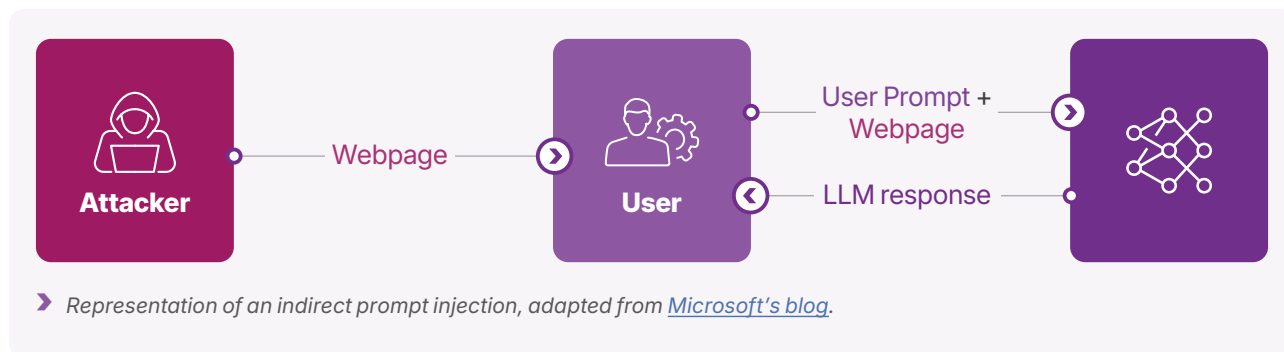 User Prompt +
Webpage
Webpage
LLM response
Attacker
User
Representation of an indirect prompt injection, adapted from Microsoft's blog.